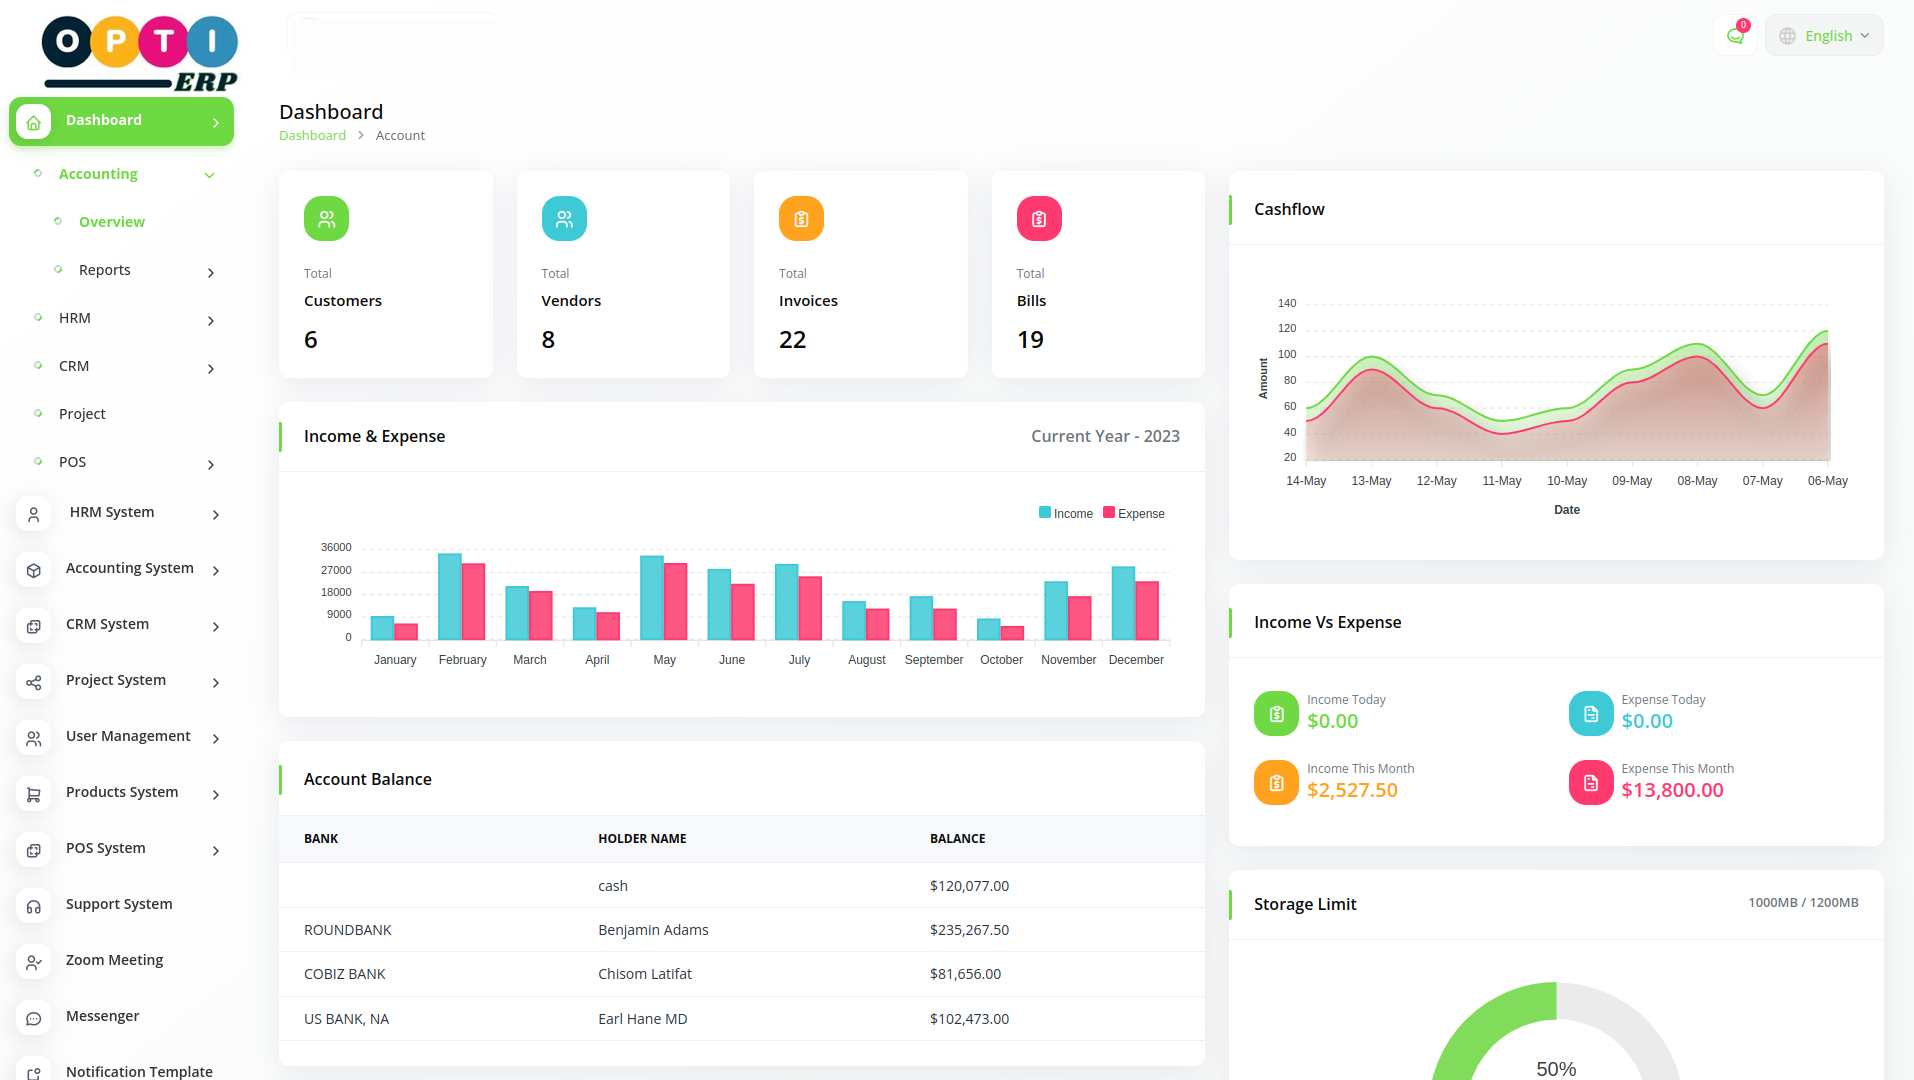 OPTI
ERP
0
English
Dashboard
Accounting
Overview
Reports
HRM
CRM
Project
POS
HRM System
Accounting System
CRM System
Project System
User Management
Products System
POS System
Support System
Zoom Meeting
Messenger
Notification Template
Dashboard
Dashboard > Account
Total
Customers
6
Total
Vendors
8
Total
Invoices
22
Total
Bills
19
Income & Expense
Current Year - 2023
Income Expense
36000
27000
18000
9000
0
January February March April May June July August September October November December
Account Balance
BANK HOLDER NAME BALANCE
cash $120,077.00
ROUNDBANK Benjamin Adams $235,267.50
COBIZ BANK Chisom Latifat $81,656.00
US BANK, NA Earl Hane MD $102,473.00
Cashflow
140
120
100
80
60
40
20
Amount
14-May 13-May 12-May 11-May 10-May 09-May 08-May 07-May 06-May
Date
Income Vs Expense
Income Today
$0.00
Expense Today
$0.00
Income This Month
$2,527.50
Expense This Month
$13,800.00
Storage Limit
1000MB / 1200MB
50%